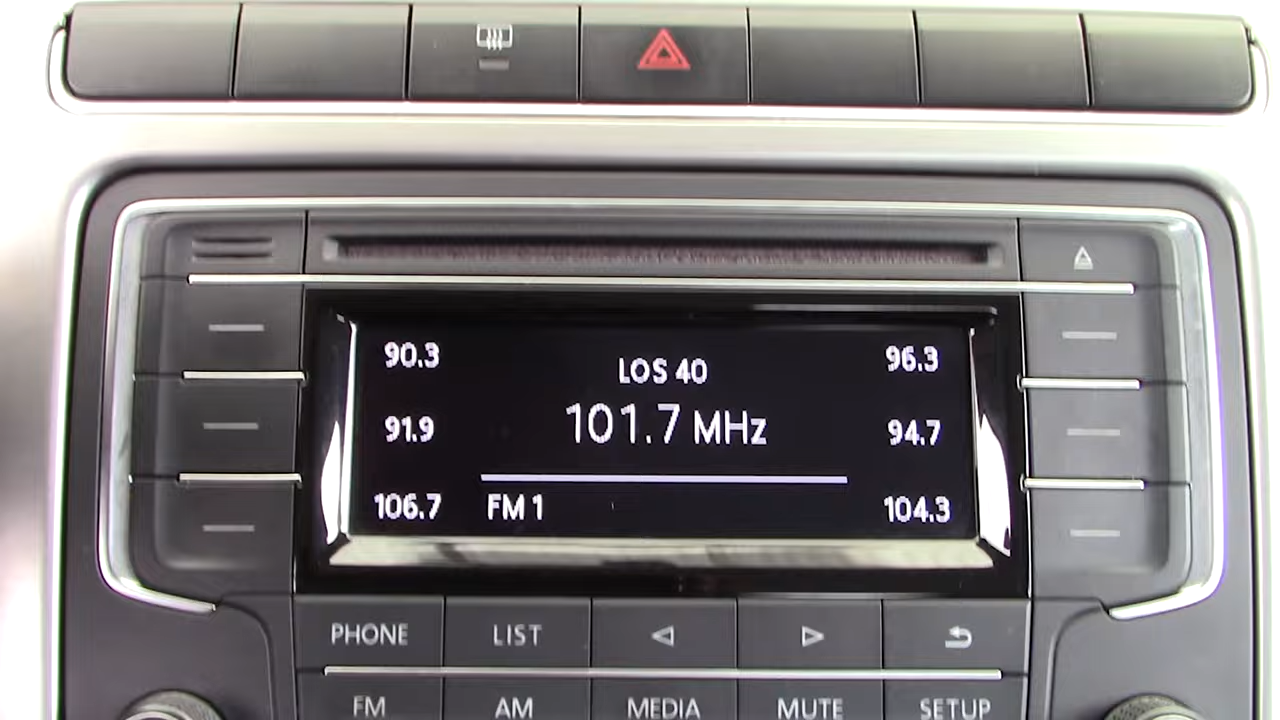 90.3
LOS 40
96.3
91.9
101.7 MHz
94.7
106.7
FM 1
104.3
PHONE
LIST
FM
AM
MEDIA
MUTE
SETUP